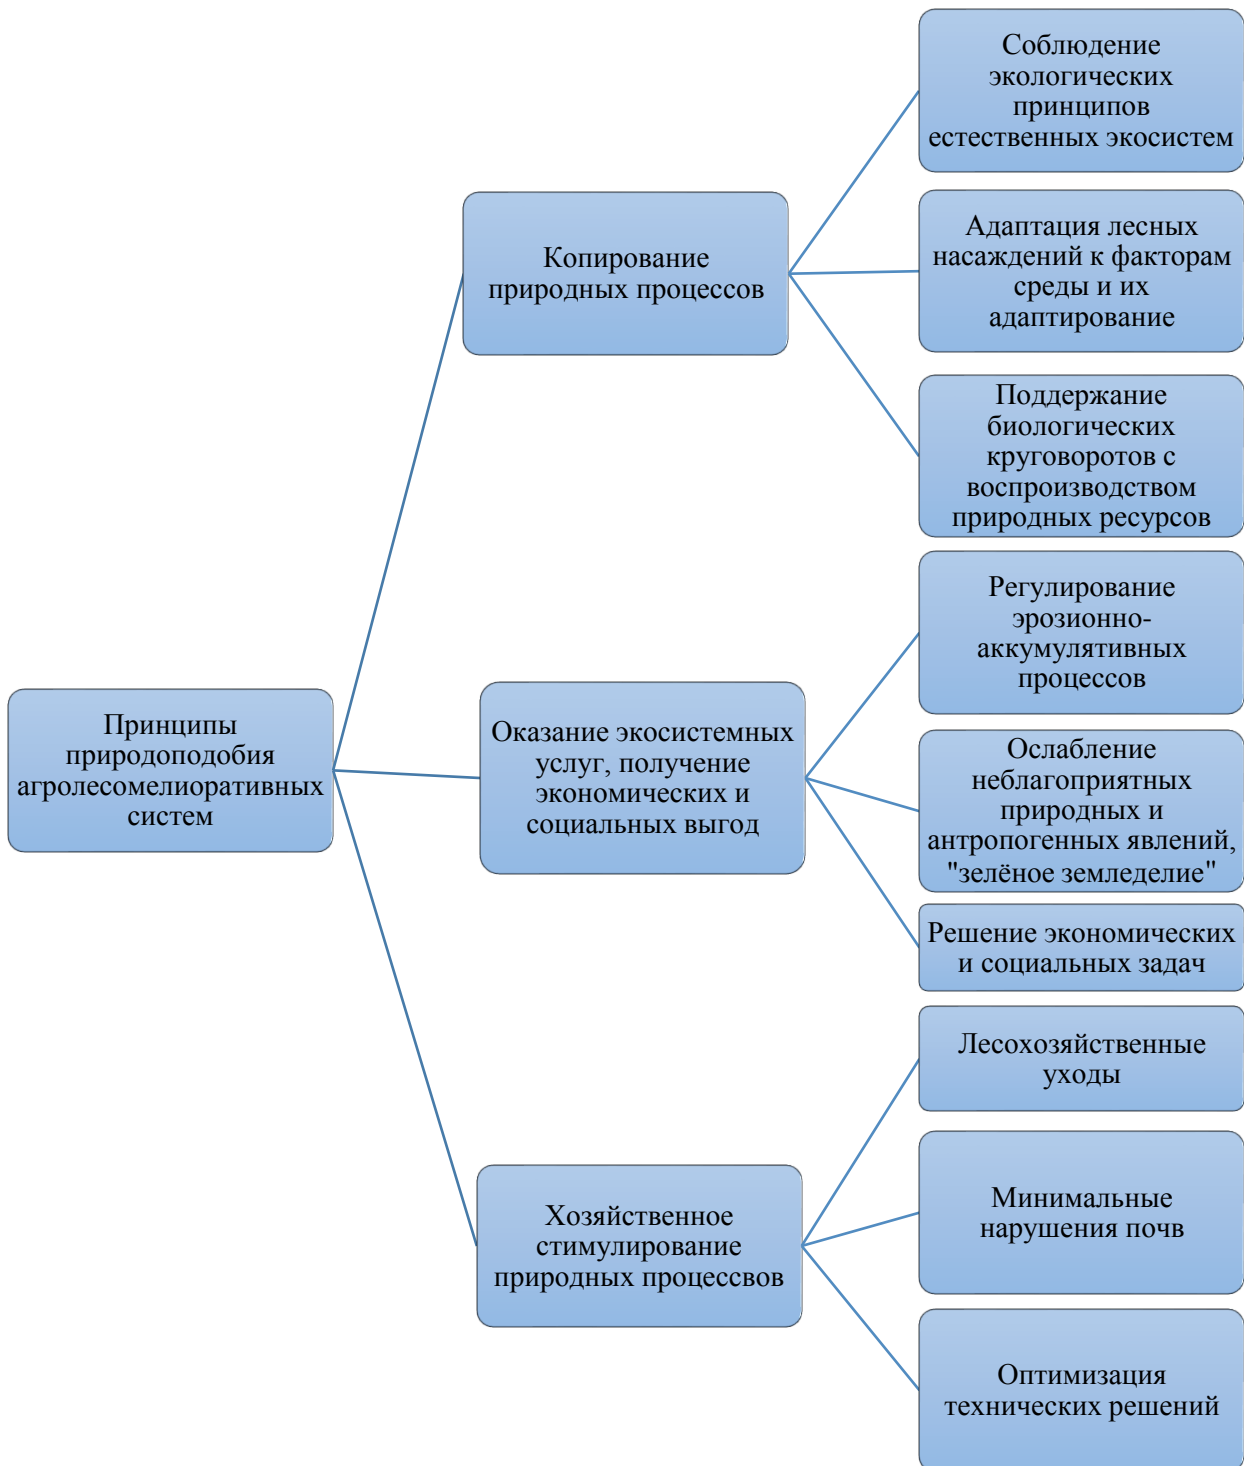 Принципы
природоподобия
агролесомелиоративных
систем
Копирование
природных процессов
Соблюдение
экологических
принципов
естественных экосистем
Адаптация лесных
насаждений к факторам
среды и их
адаптирование
Поддержание
биологических
круговоротов с
воспроизводством
природных ресурсов
Оказание экосистемных
услуг, получение
экономических и
социальных выгод
Регулирование
эрозионно-
аккумулятивных
процессов
Ослабление
неблагоприятных
природных и
антропогенных явлений,
"зелёное земледелие"
Решение экономических
и социальных задач
Хозяйственное
стимулирование
природных процессвов
Лесохозяйственные
уходы
Минимальные
нарушения почв
Оптимизация
технических решений